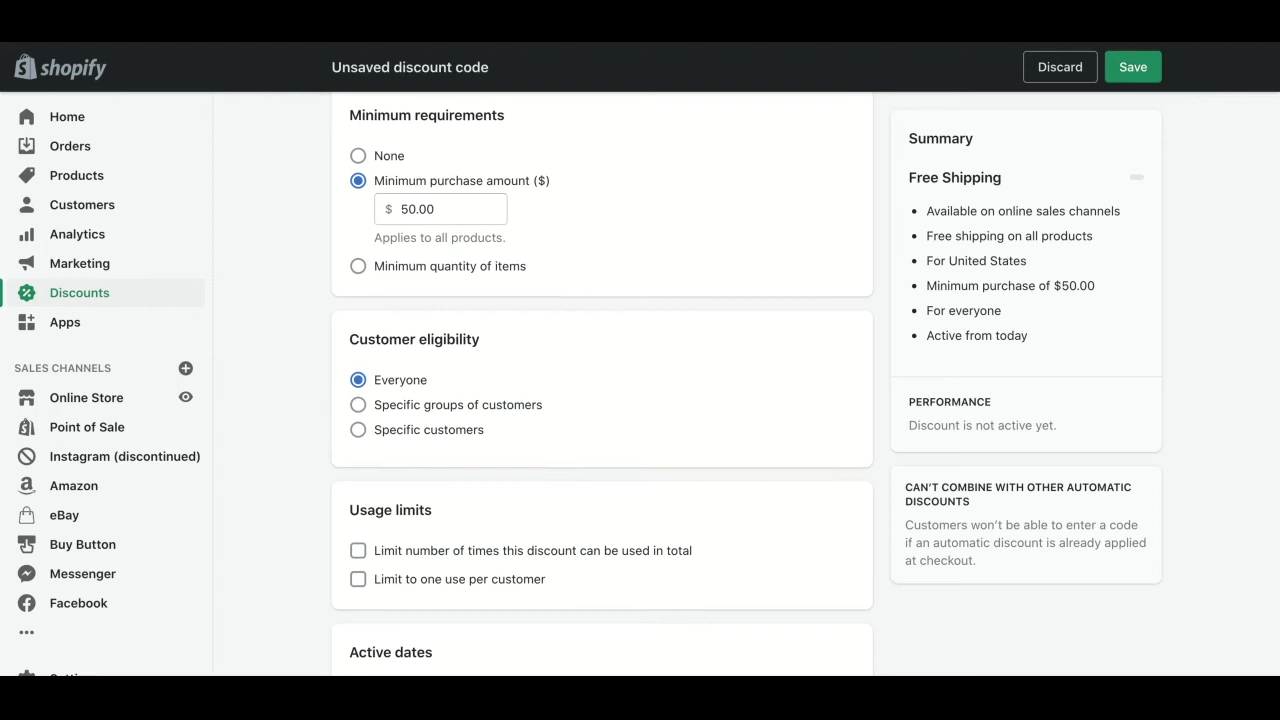 shopify
Unsaved discount code
Discard
Save
Home
Orders
Products
Customers
Analytics
Marketing
Discounts
Apps
SALES CHANNELS
Online Store
Point of Sale
Instagram (discontinued)
Amazon
eBay
Buy Button
Messenger
Facebook
Minimum requirements
None
Minimum purchase amount ($)
$ 50.00
Applies to all products.
Minimum quantity of items
Customer eligibility
Everyone
Specific groups of customers
Specific customers
Usage limits
Limit number of times this discount can be used in total
Limit to one use per customer
Active dates
Summary
Free Shipping
• Available on online sales channels
• Free shipping on all products
• For United States
• Minimum purchase of $50.00
• For everyone
• Active from today
PERFORMANCE
Discount is not active yet.
CAN'T COMBINE WITH OTHER AUTOMATIC
DISCOUNTS
Customers won't be able to enter a code
if an automatic discount is already applied
at checkout.